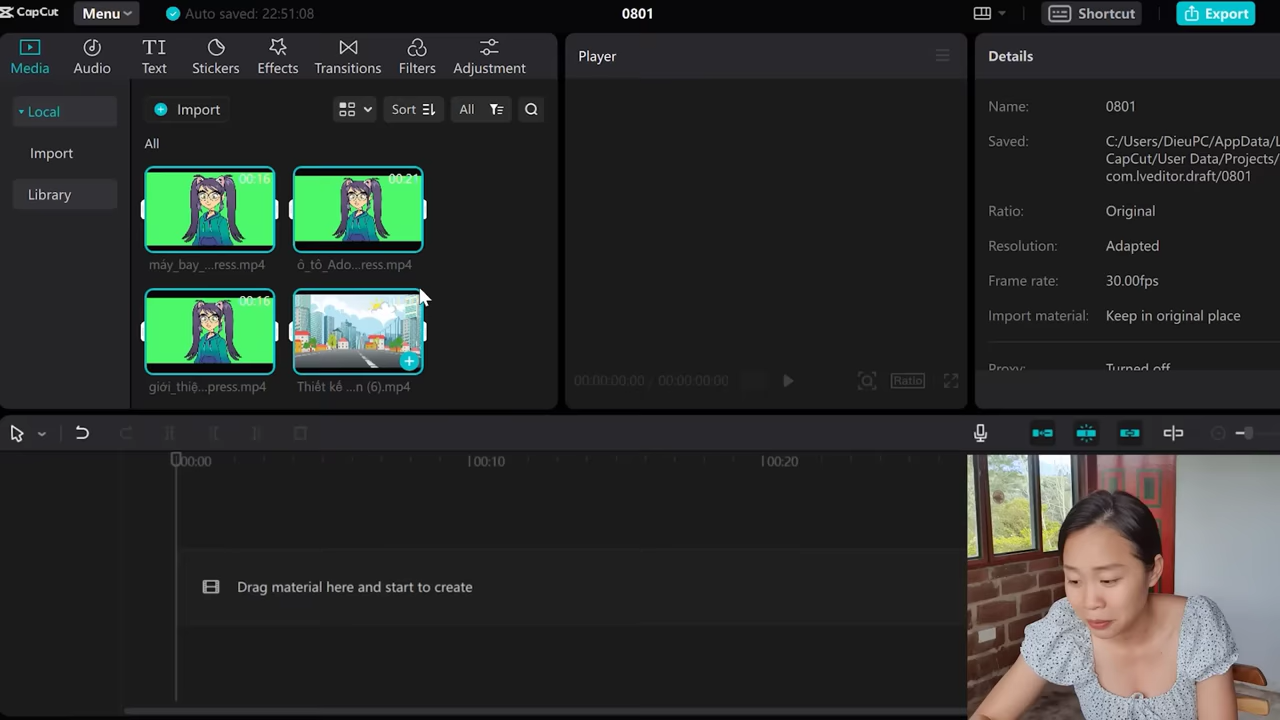 CapCut
Menu
Auto saved: 22:51:08
0801
Shortcut
Export
Media
Audio
TI
Text
Stickers
Effects
Transitions
Filters
Adjustment
Player
Details
Local
Import
Library
Import
Sort
All
All
00:16
00:21
máy_bay_...ress.mp4
ô_tô_Ado...ress.mp4
00:16
giới_thiệ...press.mp4
Thiết kế ...n (6).mp4
00:00:00:00 / 00:00:00:00
Ratio
Name: 0801
Saved: C:/Users/DieuPC/AppData/L
CapCut/User Data/Projects/
com.lveditor.draft/0801
Ratio: Original
Resolution: Adapted
Frame rate: 30.00fps
Import material: Keep in original place
Proxy: Turned off
00:00
00:10
00:20
Drag material here and start to create